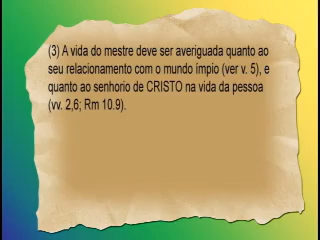 (3) A vida do mestre deve ser averiguada quanto ao
seu relacionamento com o mundo ímpio (ver v. 5), e
quanto ao senhorio de CRISTO na vida da pessoa
(vv. 2,6; Rm 10.9).